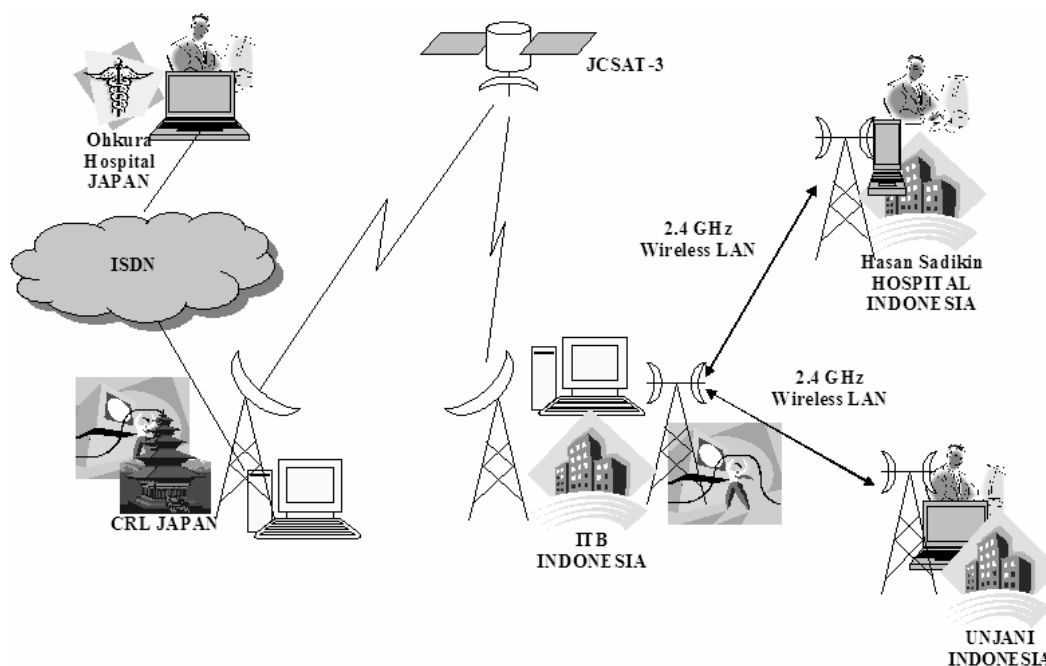 JCSAT-3
Ohkura
Hospital
JAPAN
ISDN
2.4 GHz
Wireless LAN
Hasan Sadikin
HOSPITAL
INDONESIA
2.4 GHz
Wireless LAN
CRL JAPAN
ITB
INDONESIA
UNJANI
INDONESIA